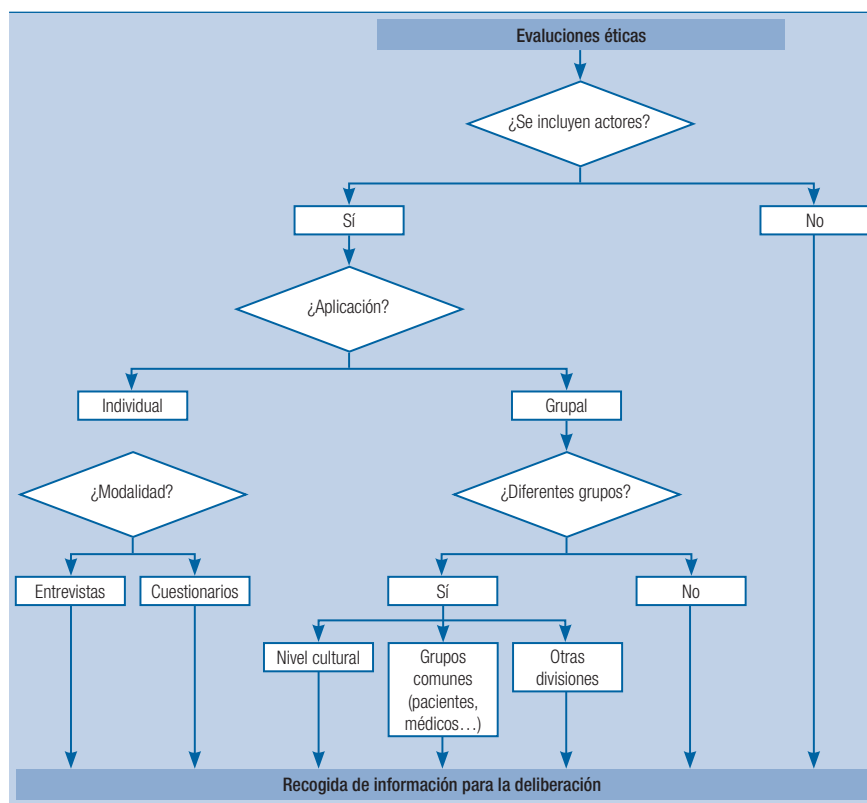 Evaluciones éticas
¿Se incluyen actores?
Sí
No
¿Aplicación?
Individual
Grupal
¿Modalidad?
¿Diferentes grupos?
Entrevistas
Cuestionarios
Sí
No
Nivel cultural
Grupos
comunes
(pacientes,
médicos…)
Otras
divisiones
Recogida de información para la deliberación